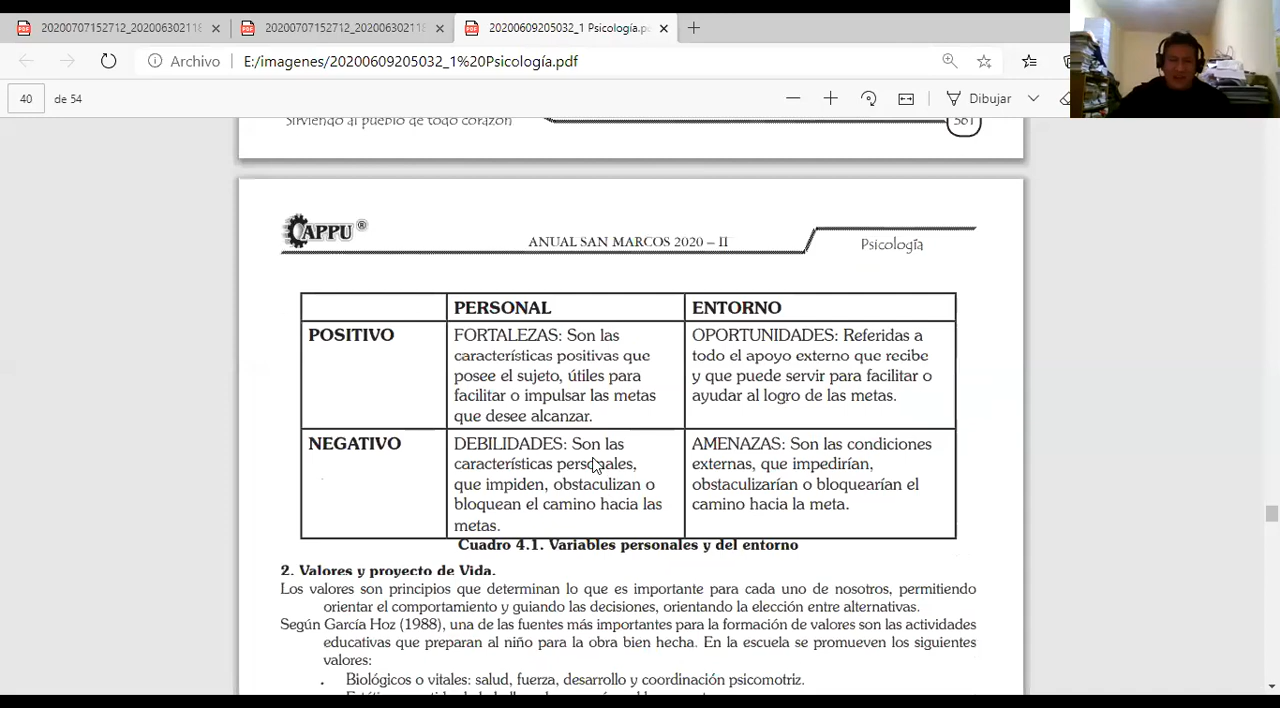 20200707152712_202006302118
20200707152712_202006302118
20200609205032_1 Psicología.p
Archivo
E:/imagenes/20200609205032_1%20Psicología.pdf
40 de 54
Dibujar
Sirviendo al pueblo de todo corazón
361
APPU ®
ANUAL SAN MARCOS 2020 – II
Psicología
PERSONAL
ENTORNO
POSITIVO
FORTALEZAS: Son las
características positivas que
posee el sujeto, útiles para
facilitar o impulsar las metas
que desee alcanzar.
OPORTUNIDADES: Referidas a
todo el apoyo externo que recibe
y que puede servir para facilitar o
ayudar al logro de las metas.
NEGATIVO
DEBILIDADES: Son las
características personales,
que impiden, obstaculizan o
bloquean el camino hacia las
metas.
AMENAZAS: Son las condiciones
externas, que impedirían,
obstaculizarían o bloquearían el
camino hacia la meta.
Cuadro 4.1. Variables personales y del entorno
2. Valores y proyecto de Vida.
Los valores son principios que determinan lo que es importante para cada uno de nosotros, permitiendo
orientar el comportamiento y guiando las decisiones, orientando la elección entre alternativas.
Según García Hoz (1988), una de las fuentes más importantes para la formación de valores son las actividades
educativas que preparan al niño para la obra bien hecha. En la escuela se promueven los siguientes
valores:
. Biológicos o vitales: salud, fuerza, desarrollo y coordinación psicomotriz.